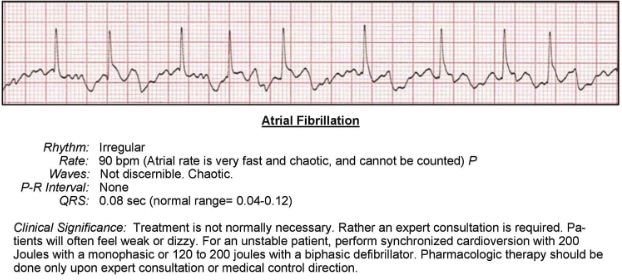 Atrial Fibrillation
Rhythm: Irregular
Rate: 90 bpm (Atrial rate is very fast and chaotic, and cannot be counted) P
Waves: Not discernible. Chaotic.
P-R Interval: None
QRS: 0.08 sec (normal range= 0.04-0.12)
Clinical Significance: Treatment is not normally necessary. Rather an expert consultation is required. Pa-
tients will often feel weak or dizzy. For an unstable patient, perform synchronized cardioversion with 200
Joules with a monophasic or 120 to 200 joules with a biphasic defibrillator. Pharmacologic therapy should be
done only upon expert consultation or medical control direction.